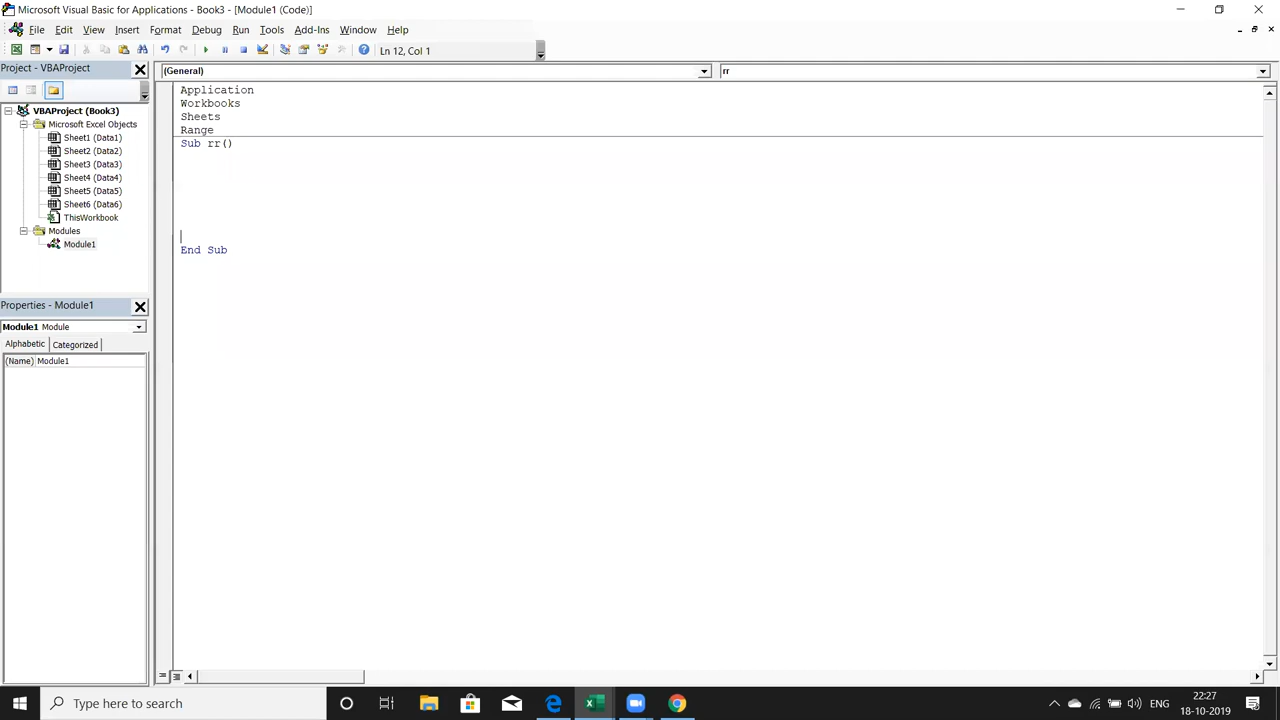 Microsoft Visual Basic for Applications - Book3 - [Module1 (Code)]
File Edit View Insert Format Debug Run Tools Add-Ins Window Help
Ln 12, Col 1
Project - VBAProject
(General)
rr
VBAProject (Book3)
Microsoft Excel Objects
Sheet1 (Data1)
Sheet2 (Data2)
Sheet3 (Data3)
Sheet4 (Data4)
Sheet5 (Data5)
Sheet6 (Data6)
ThisWorkbook
Modules
Module1
Application
Workbooks
Sheets
Range
Sub rr()
End Sub
Properties - Module1
Module1 Module
Alphabetic Categorized
(Name) Module1
Type here to search
ENG
22:27
18-10-2019